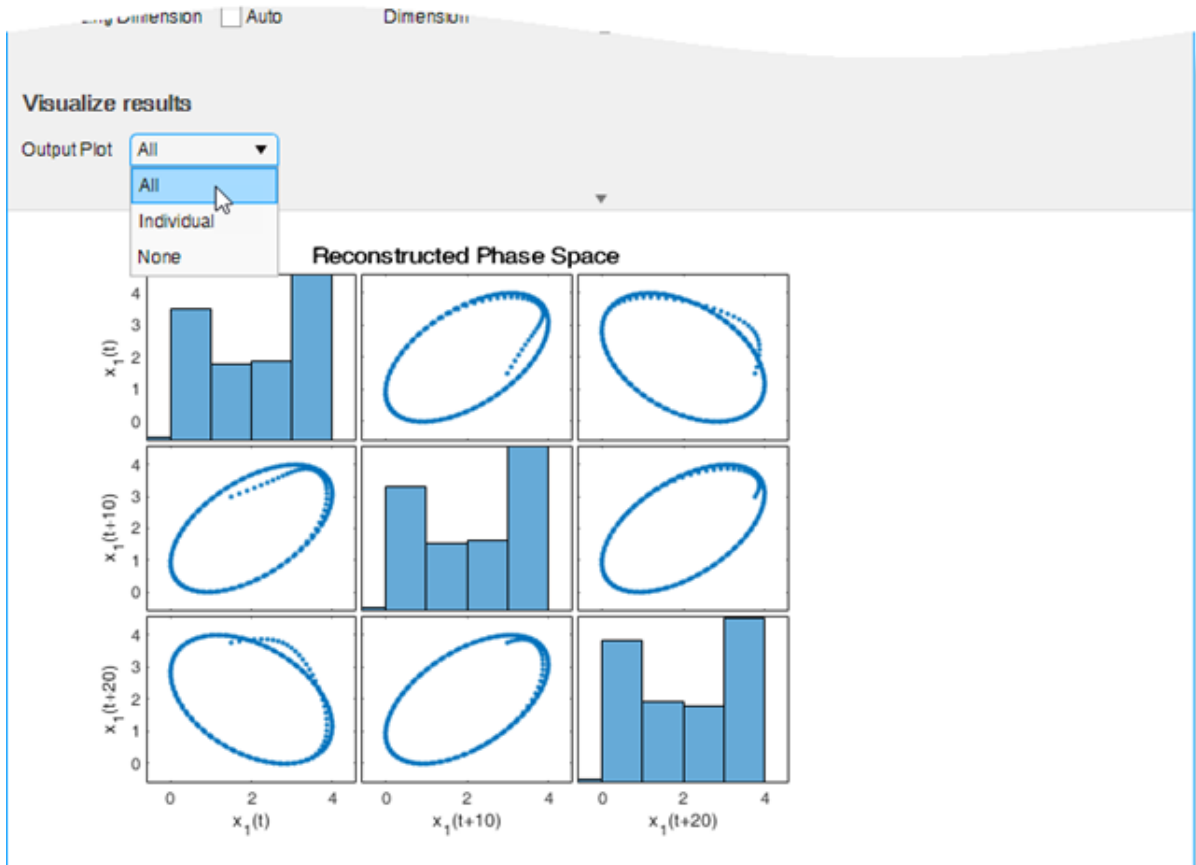 Dimension Auto Dimension
Visualize results
Output Plot All
All
Individual
None
Reconstructed Phase Space
x1(t)
4
3
2
1
0
x1(t+10)
4
3
2
1
0
x1(t+20)
4
3
2
1
0
0 2 4 0 2 4 0 2 4
x1(t) x1(t+10) x1(t+20)